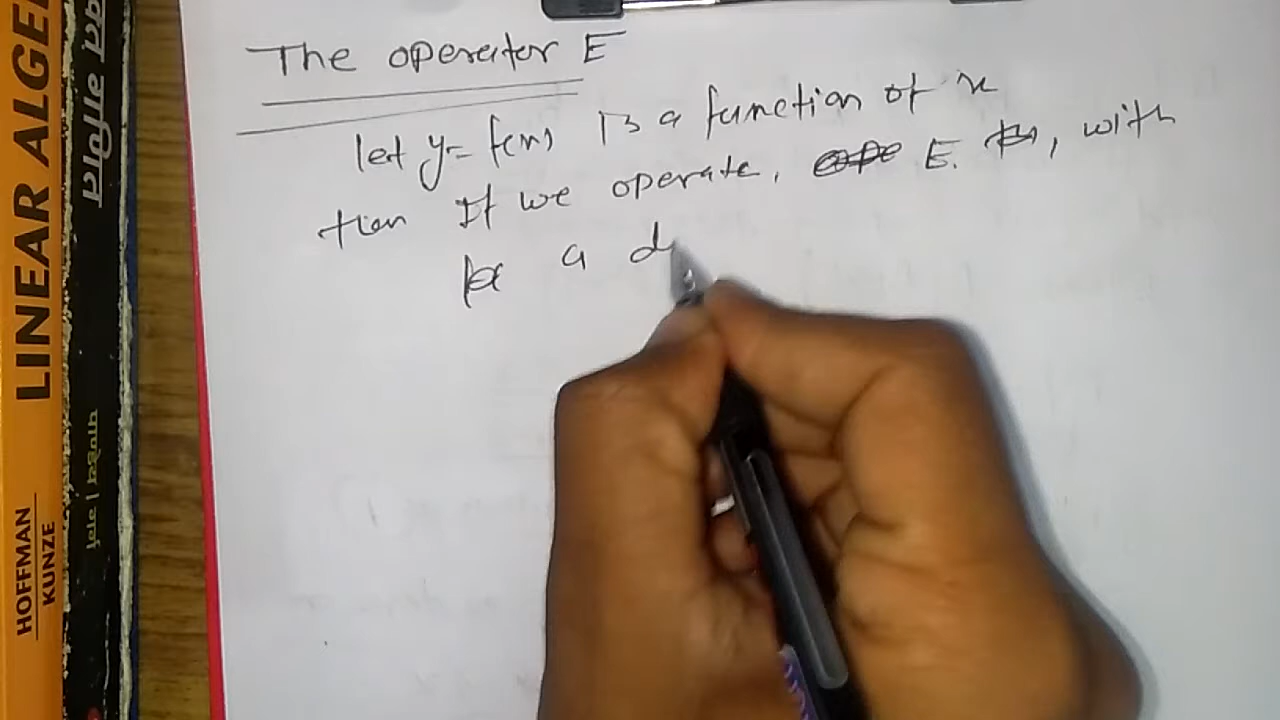 The operator E
let y = f(x) is a function of x
then If we operate, E. , with
a d
LINEAR ALGE
HOFFMAN
KUNZE